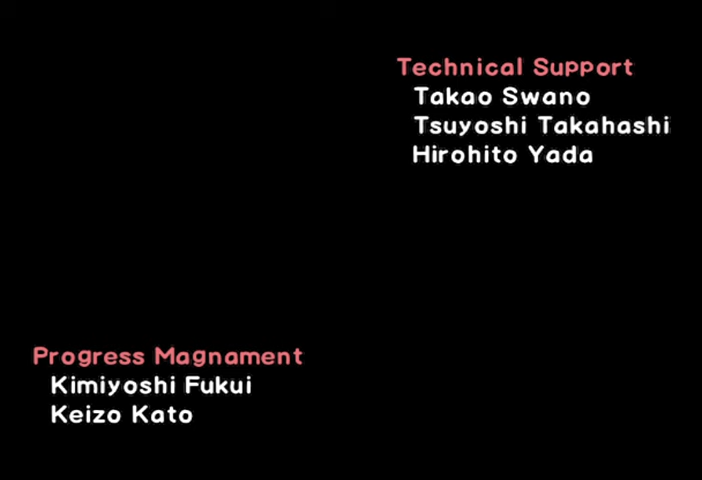 Technical Support
Takao Swano
Tsuyoshi Takahashi
Hirohito Yada
Progress Magnament
Kimiyoshi Fukui
Keizo Kato